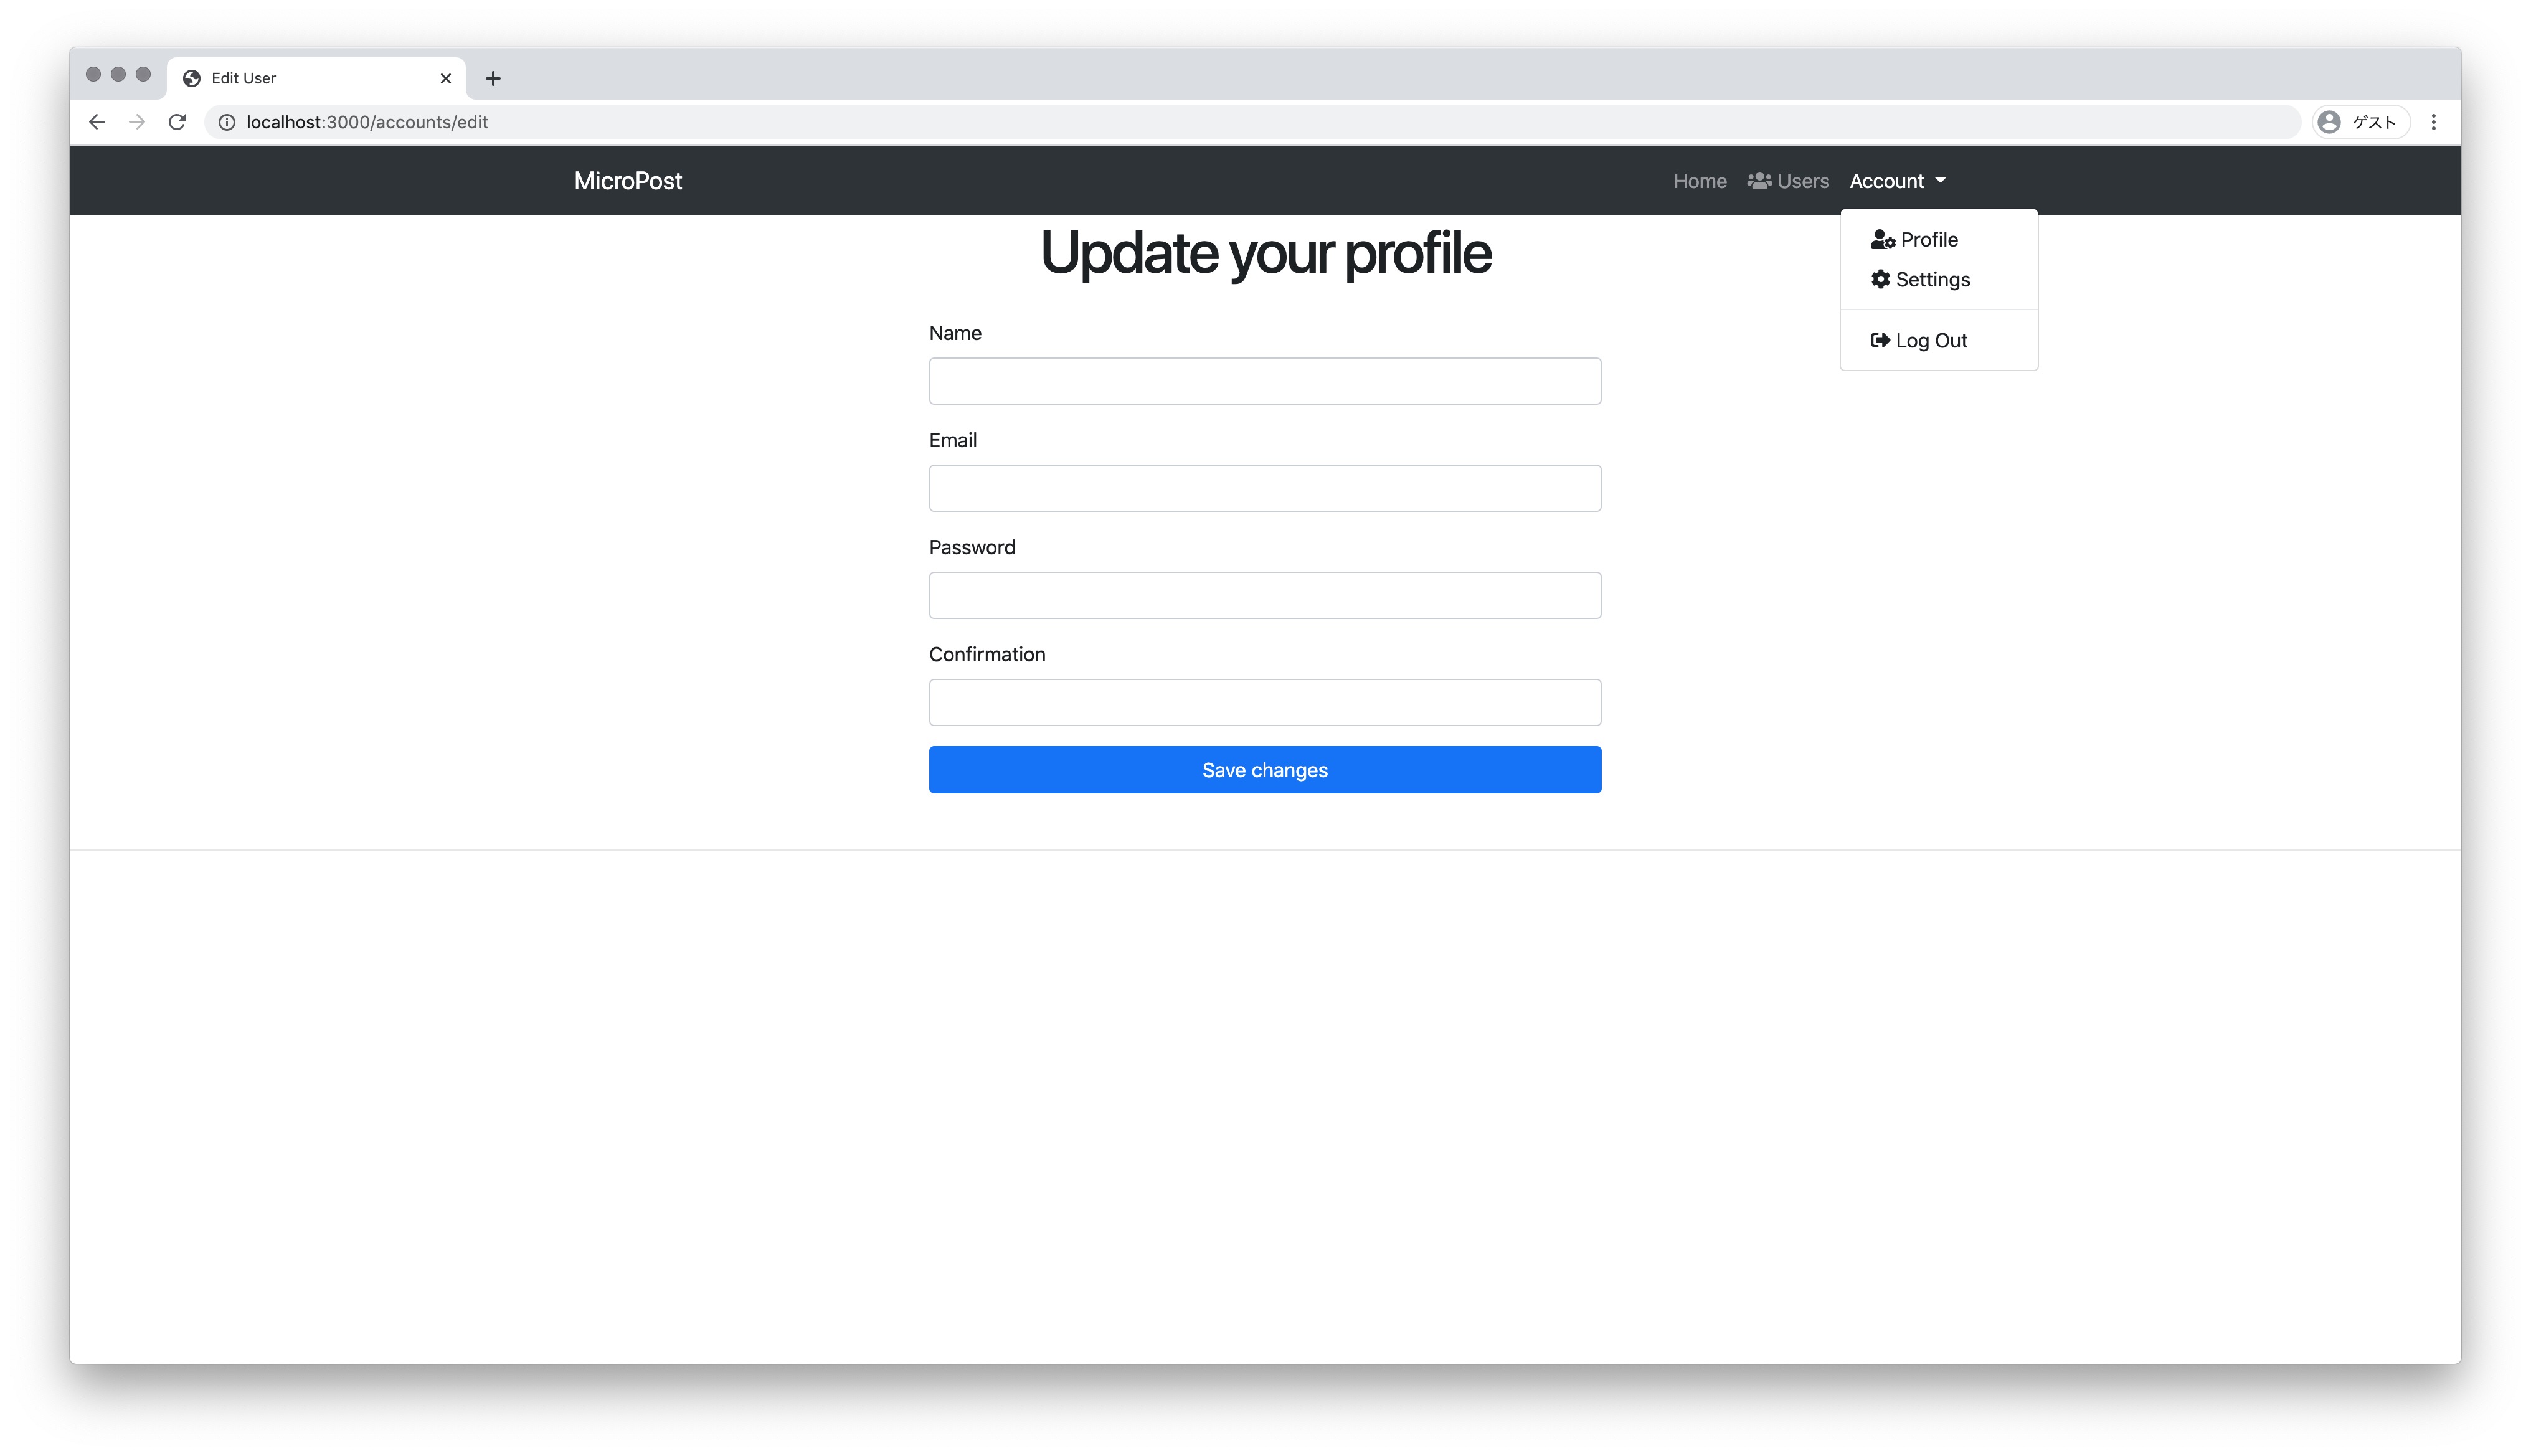 Edit User
localhost:3000/accounts/edit
ゲスト
MicroPost
Home
Users
Account
Profile
Settings
Log Out
Update your profile
Name
Email
Password
Confirmation
Save changes